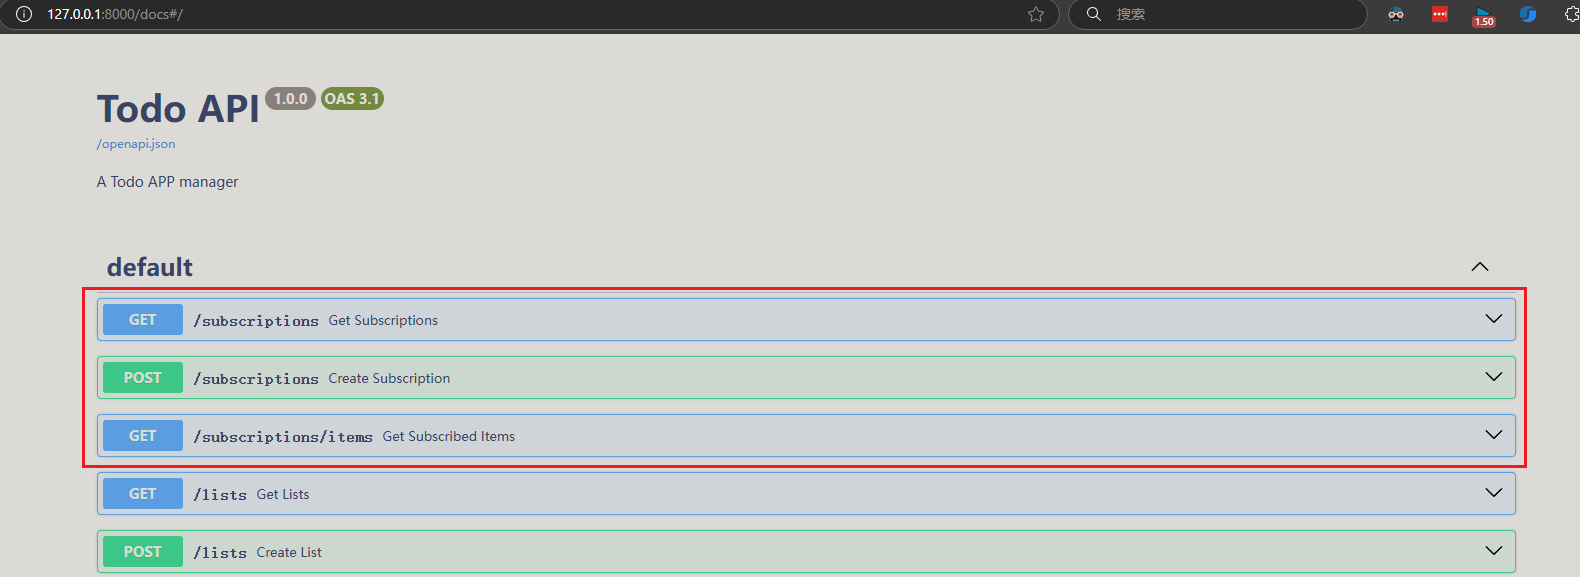 127.0.0.1:8000/docs#/ 搜索 1.50
Todo API 1.0.0 OAS 3.1
/openapi.json
A Todo APP manager
default
GET /subscriptions Get Subscriptions
POST /subscriptions Create Subscription
GET /subscriptions/items Get Subscribed Items
GET /lists Get Lists
POST /lists Create List